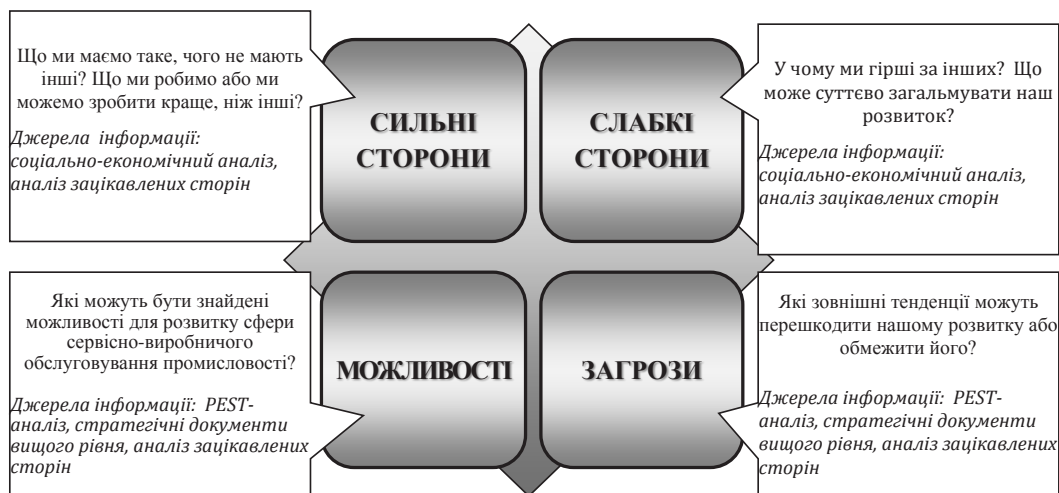 Що ми маємо таке, чого не мають
інші? Що ми робимо або ми
можемо зробити краще, ніж інші?
Джерела інформації:
соціально-економічний аналіз,
аналіз зацікавлених сторін
СИЛЬНІ
СТОРОНИ
СЛАБКІ
СТОРОНИ
У чому ми гірші за інших? Що
може суттєво загальмувати наш
розвиток?
Джерела інформації:
соціально-економічний аналіз,
аналіз зацікавлених сторін
Які можуть бути знайдені
можливості для розвитку сфери
сервісно-виробничого
обслуговування промисловості?
Джерела інформації: PEST-
аналіз, стратегічні документи
вищого рівня, аналіз зацікавлених
сторін
МОЖЛИВОСТІ
ЗАГРОЗИ
Які зовнішні тенденції можуть
перешкодити нашому розвитку або
обмежити його?
Джерела інформації: PEST-
аналіз, стратегічні документи
вищого рівня, аналіз зацікавлених
сторін